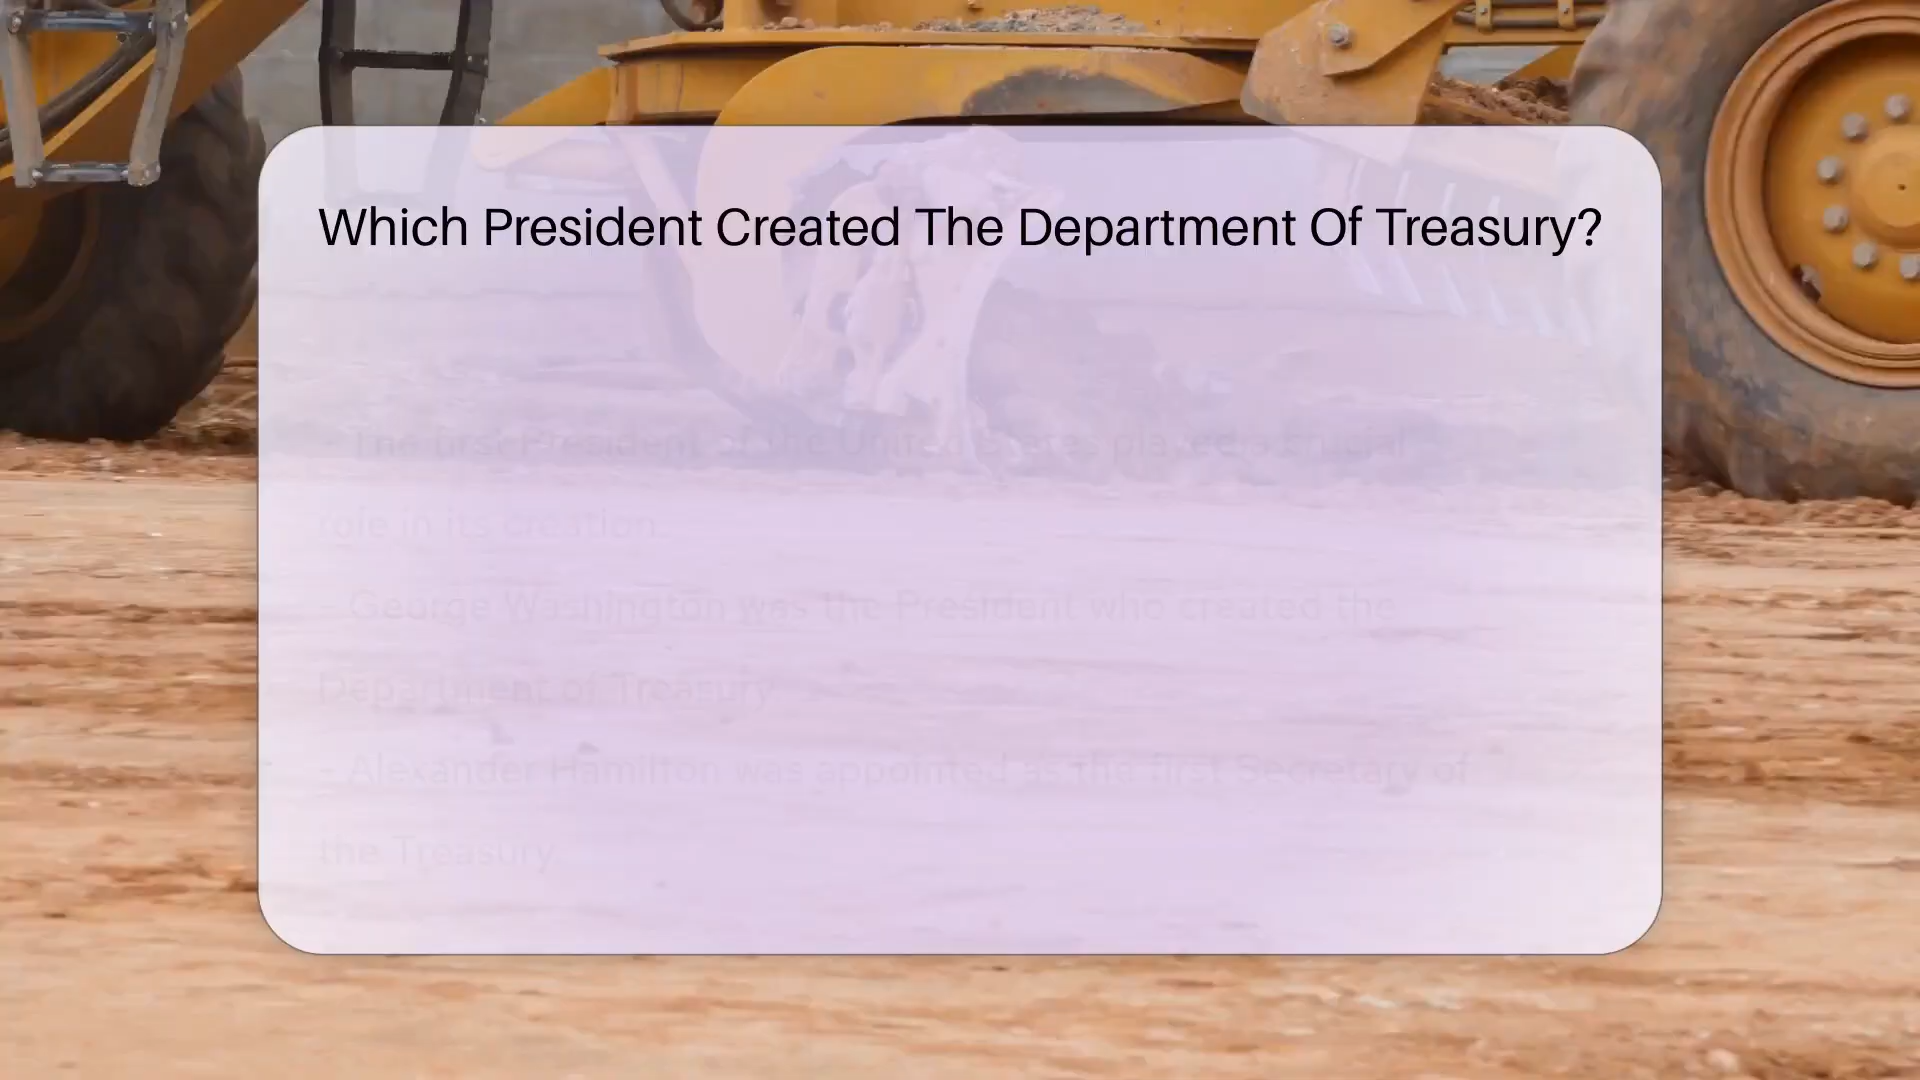 Which President Created The Department Of Treasury?
- The first President of the United States played a crucial
role in its creation.
- George Washington was the President who created the
Department of Treasury.
- Alexander Hamilton was appointed as the first Secretary of
the Treasury.